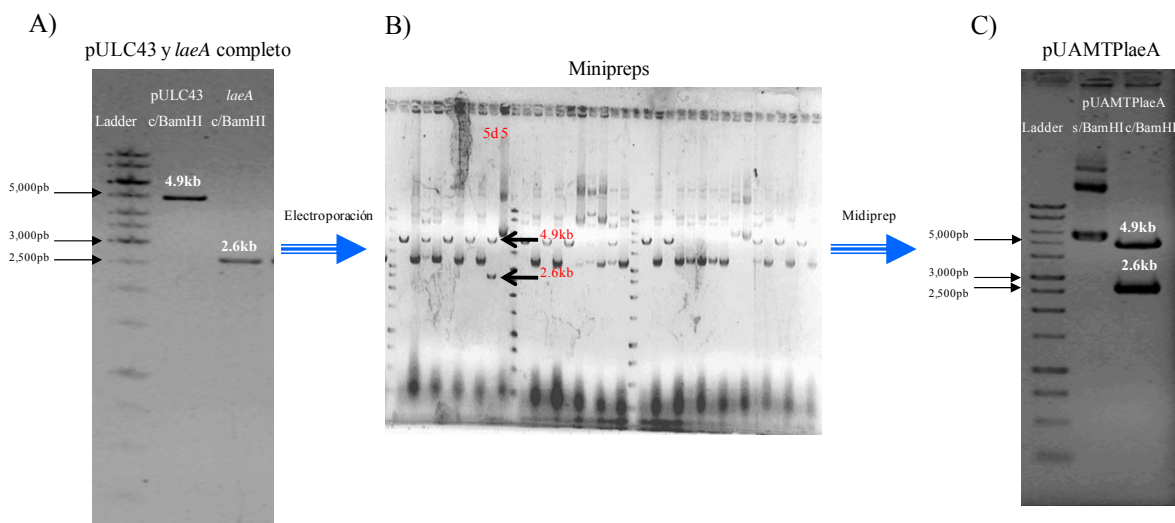 A)
pULC43 y laeA completo
pULC43 laeA
Ladder c/BamHI c/BamHI
5,000pb
4.9kb
3,000pb
2.6kb
2,500pb
Electroporación
B)
Minipreps
5d5
4.9kb
2.6kb
Midiprep
C)
pUAMTPlaeA
pUAMTPlaeA
Ladder s/BamHI c/BamHI
5,000pb
4.9kb
2.6kb
3,000pb
2,500pb